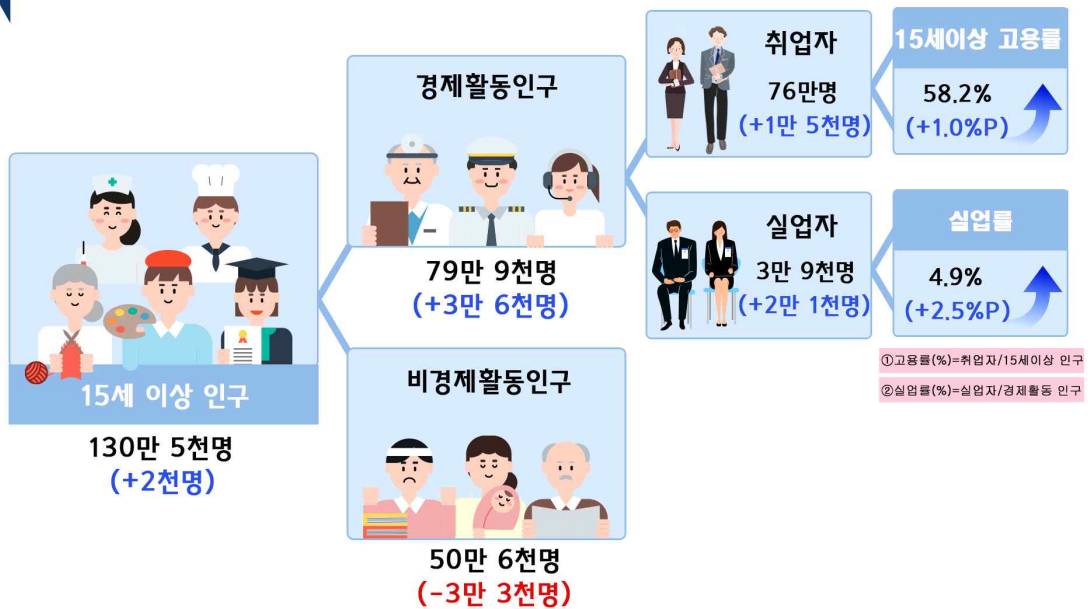 15세 이상 인구
130만 5천명
(+2천명)
경제활동인구
79만 9천명
(+3만 6천명)
비경제활동인구
50만 6천명
(-3만 3천명)
취업자
76만명
(+1만 5천명)
15세이상 고용률
58.2%
(+1.0%P)
실업자
3만 9천명
(+2만 1천명)
실업률
4.9%
(+2.5%P)
①고용률(%)=취업자/15세이상 인구
②실업률(%)=실업자/경제활동 인구